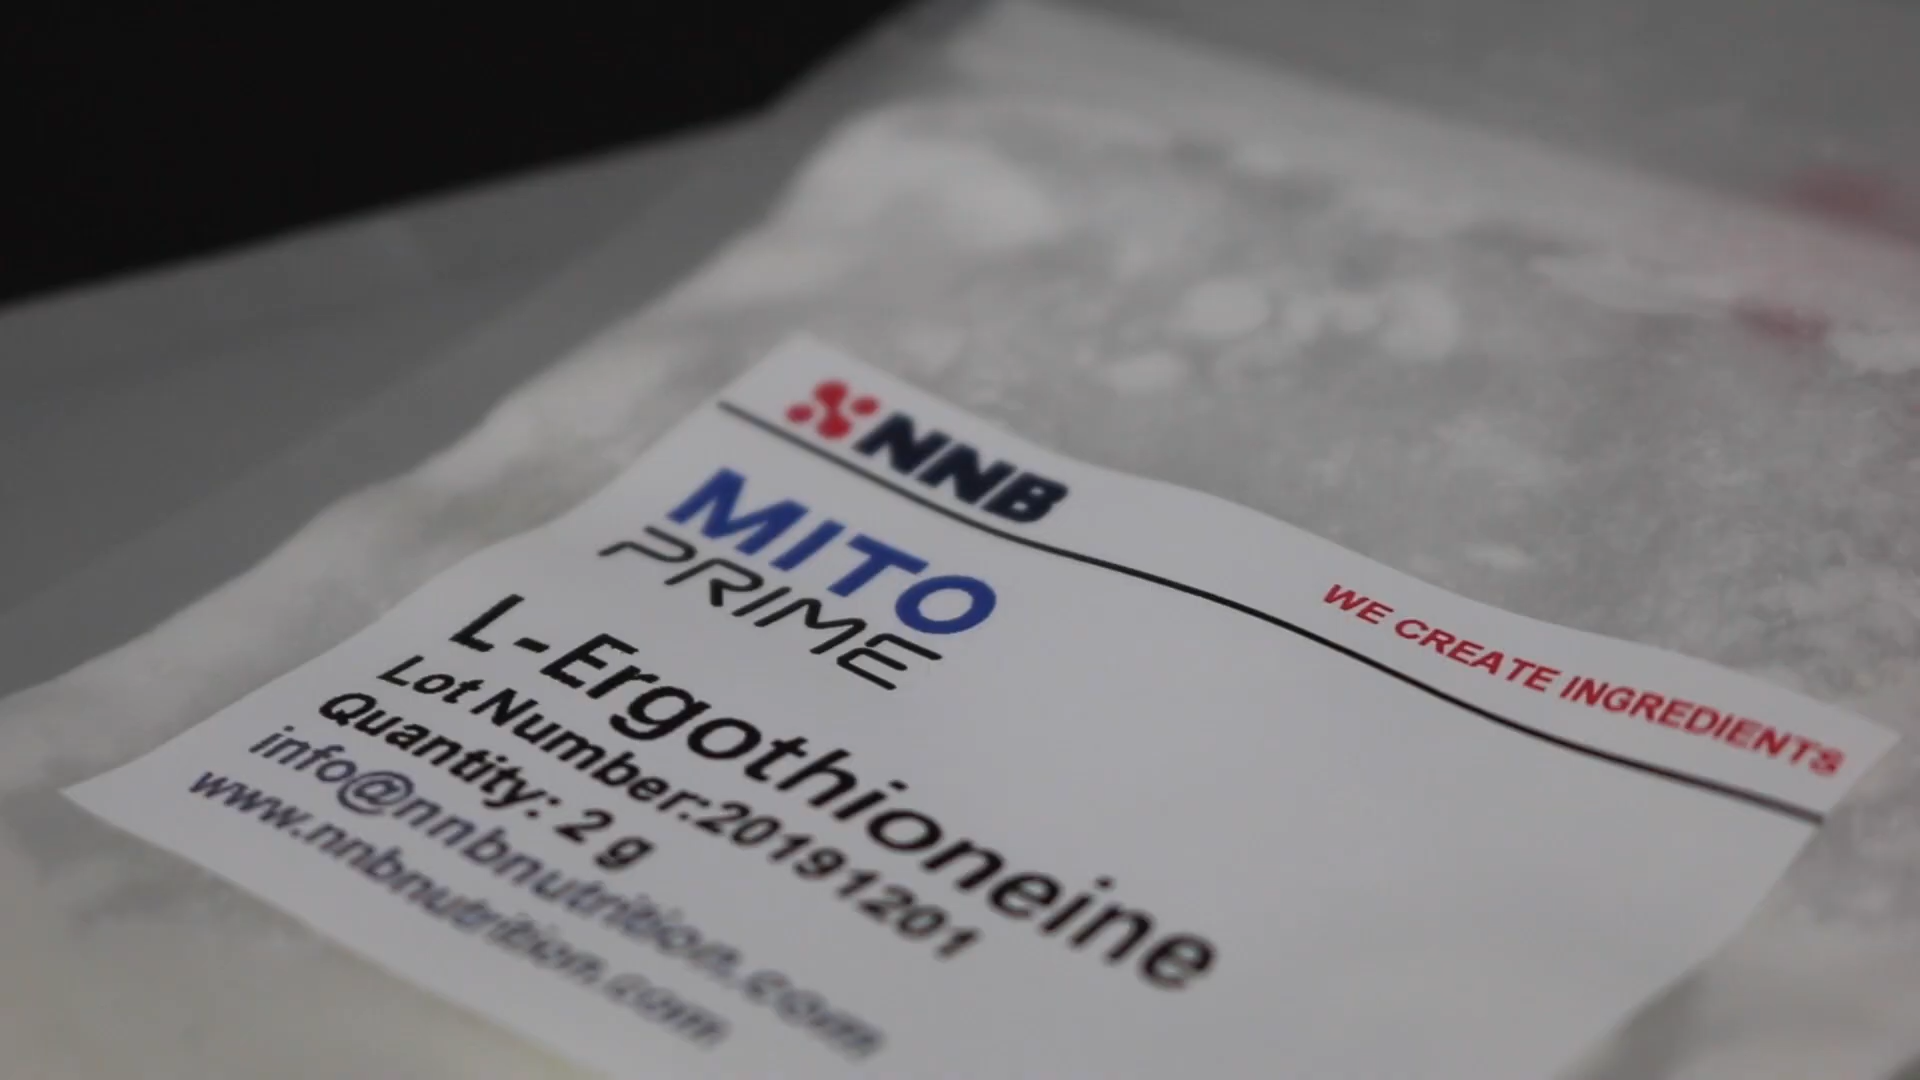 NNB
WE CREATE INGREDIENTS
MITO
PRIME
L-Ergothioneine
Lot Number:20191201
Quantity: 2 g
info@nnbnutrition.com
www.nnbnutrition.com